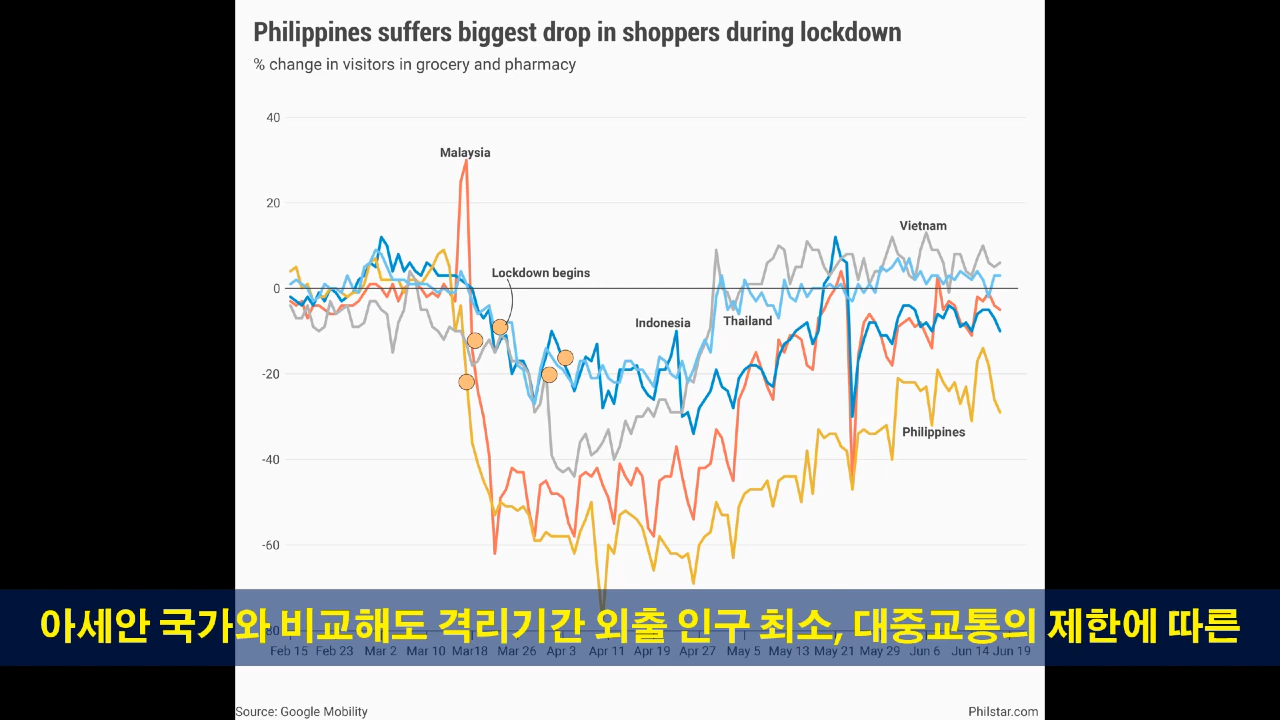 Philippines suffers biggest drop in shoppers during lockdown
% change in visitors in grocery and pharmacy
40
Malaysia
20
Vietnam
Lockdown begins
0
Indonesia
Thailand
-20
Philippines
-40
-60
아세안 국가와 비교해도 격리기간 외출 인구 최소, 대중교통의 제한에 따른
-80
Feb 15 Feb 23 Mar 2 Mar 10 Mar18 Mar 26 Apr 3 Apr 11 Apr 19 Apr 27 May 5 May 13 May 21 May 29 Jun 6 Jun 14 Jun 19
Source: Google Mobility
Philstar.com